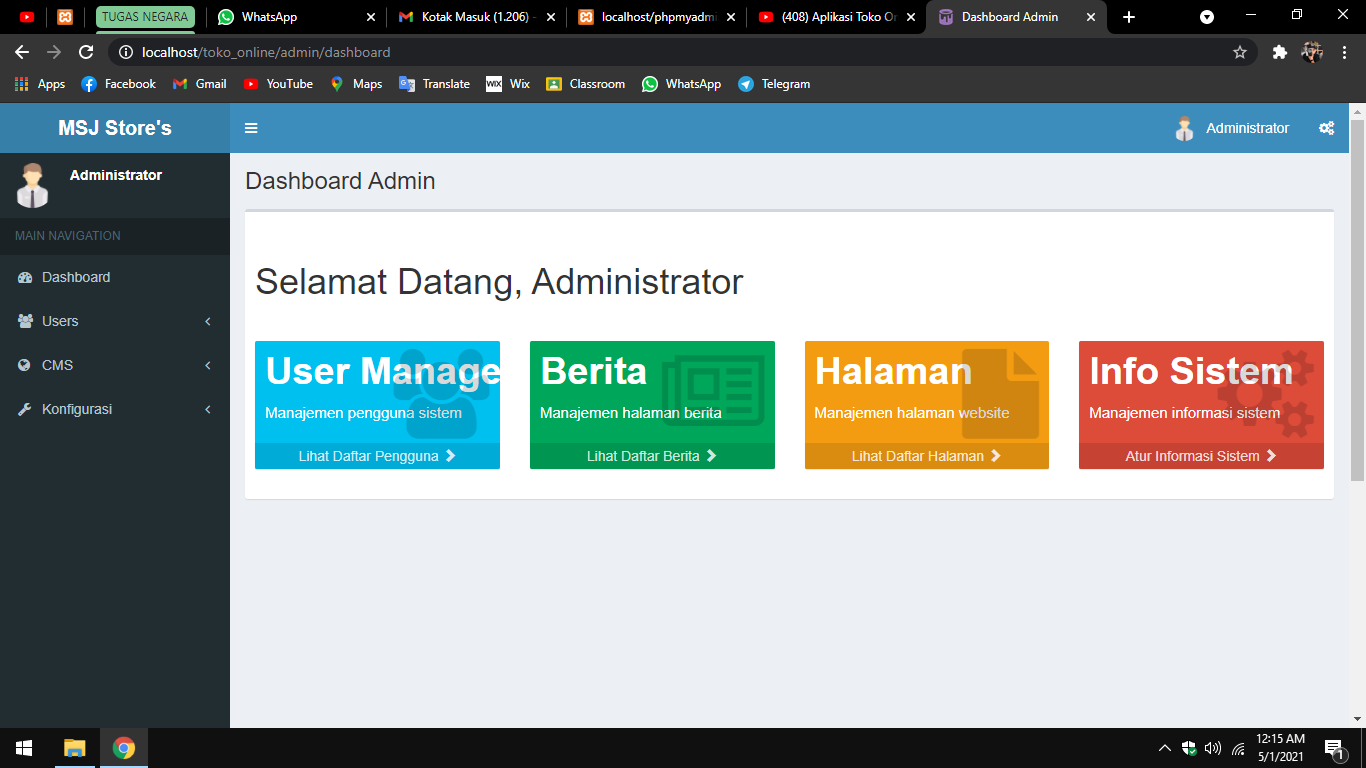 TUGAS NEGARA
WhatsApp
Kotak Masuk (1.206) -
localhost/phpmyadmi
(408) Aplikasi Toko On
Dashboard Admin
localhost/toko_online/admin/dashboard
Apps
Facebook
Gmail
YouTube
Maps
Translate
WIX
Wix
Classroom
WhatsApp
Telegram
MSJ Store's
Administrator
Administrator
MAIN NAVIGATION
Dashboard
Users
CMS
Konfigurasi
Dashboard Admin
Selamat Datang, Administrator
User Manage
Manajemen pengguna sistem
Lihat Daftar Pengguna
Berita
Manajemen halaman berita
Lihat Daftar Berita
Halaman
Manajemen halaman website
Lihat Daftar Halaman
Info Sistem
Manajemen informasi sistem
Atur Informasi Sistem
12:15 AM
5/1/2021
1